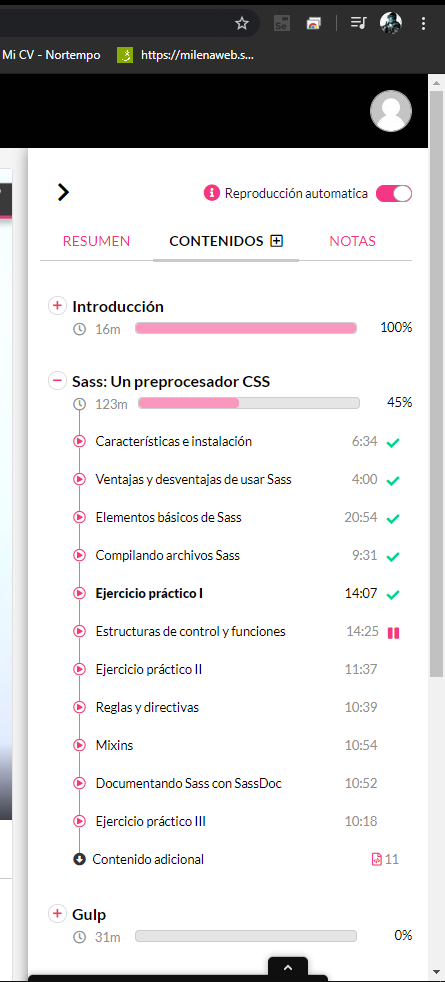 Se
Mi CV - Nortempo https://milenaweb.s...
Reproducción automatica
RESUMEN CONTENIDOS NOTAS
Introducción
16m 100%
Sass: Un preprocesador CSS
123m 45%
Características e instalación 6:34
Ventajas y desventajas de usar Sass 4:00
Elementos básicos de Sass 20:54
Compilando archivos Sass 9:31
Ejercicio práctico I 14:07
Estructuras de control y funciones 14:25
Ejercicio práctico II 11:37
Reglas y directivas 10:39
Mixins 10:54
Documentando Sass con SassDoc 10:52
Ejercicio práctico III 10:18
Contenido adicional 11
Gulp
31m 0%